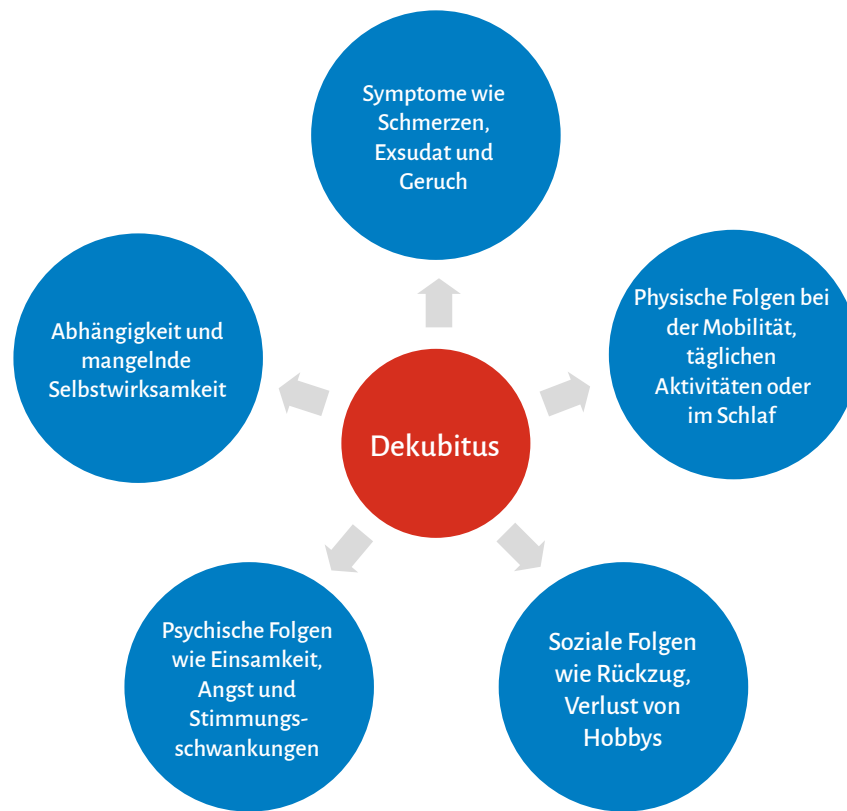 Symptome wie
Schmerzen,
Exsudat und
Geruch
Physische Folgen bei
der Mobilität,
täglichen
Aktivitäten oder
im Schlaf
Abhängigkeit und
mangelnde
Selbstwirksamkeit
Dekubitus
Psychische Folgen
wie Einsamkeit,
Angst und
Stimmungs-
schwankungen
Soziale Folgen
wie Rückzug,
Verlust von
Hobbys